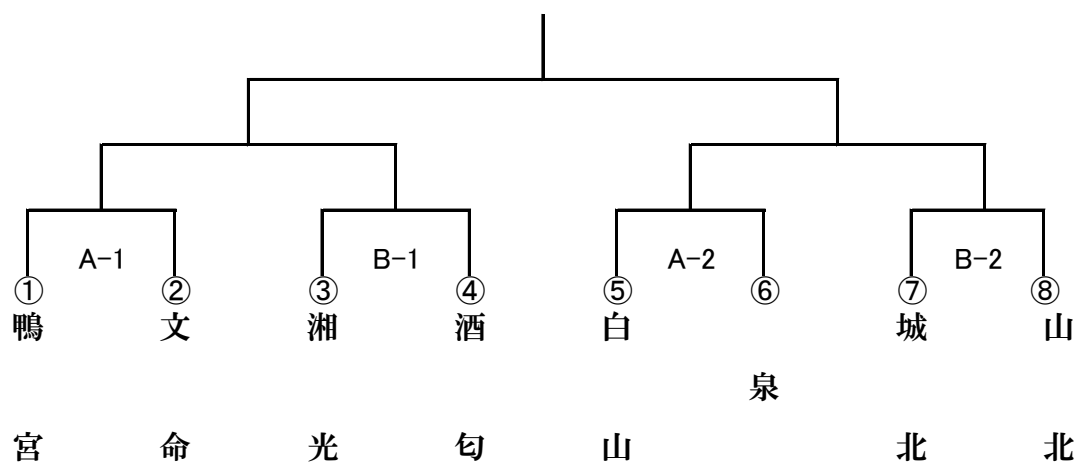 A-1
B-1
A-2
B-2
①
②
③
④
⑤
⑥
⑦
⑧
鴨宮
文命
湘光
酒匂
白山
泉
城北
山北